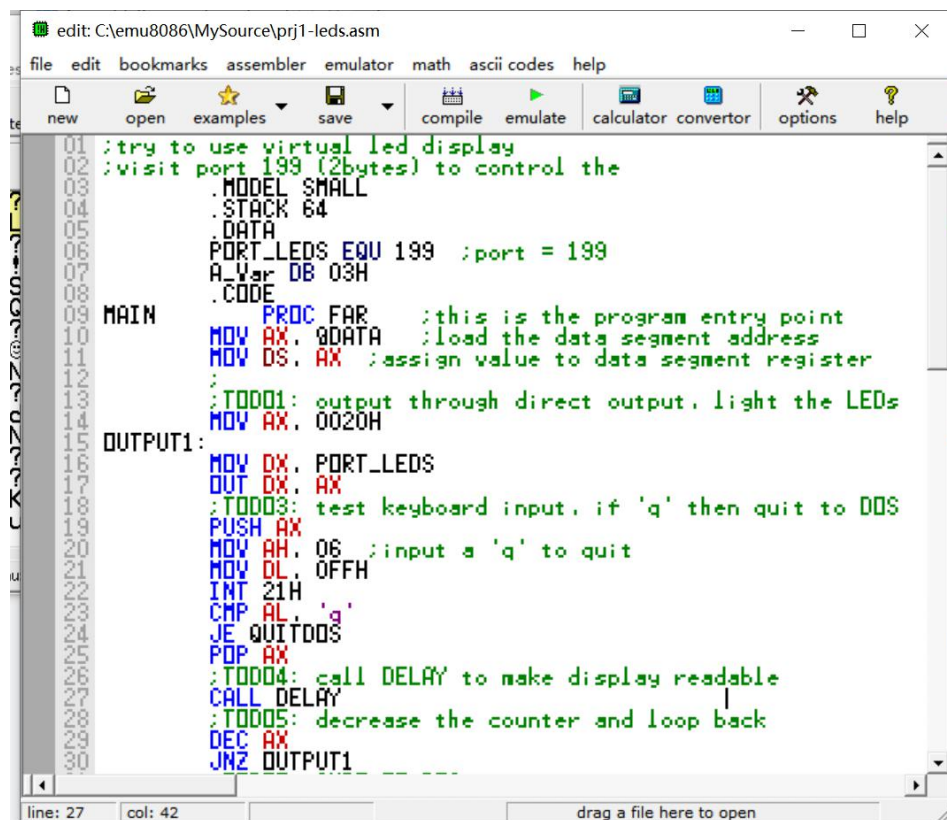 edit: C:\emu8086\MySource\prj1-leds.asm
file edit bookmarks assembler emulator math ascii codes help
new open examples save compile emulate calculator convertor options help
01 ;try to use virtual led display
02 ;visit port 199 (2bytes) to control the
03 .MODEL SMALL
04 .STACK 64
05 .DATA
06 PORT_LEDS EQU 199 ;port = 199
07 A_Var DB 03H
08 .CODE
09 MAIN PROC FAR ;this is the program entry point
10 MOV AX, @DATA ;load the data segment address
11 MOV DS, AX ;assign value to data segment register
12 ;
13 ;TODO1: output through direct output, light the LEDs
14 MOV AX, 0020H
15 OUTPUT1:
16 MOV DX, PORT_LEDS
17 OUT DX, AX
18 ;TODO3: test keyboard input, if 'q' then quit to DOS
19 PUSH AX
20 MOV AH, 06 ;input a 'q' to quit
21 MOV DL, 0FFH
22 INT 21H
23 CMP AL, 'q'
24 JE QUITDOS
25 POP AX
26 ;TODO4: call DELAY to make display readable
27 CALL DELAY
28 ;TODO5: decrease the counter and loop back
29 DEC AX
30 JNZ OUTPUT1
line: 27 col: 42 drag a file here to open